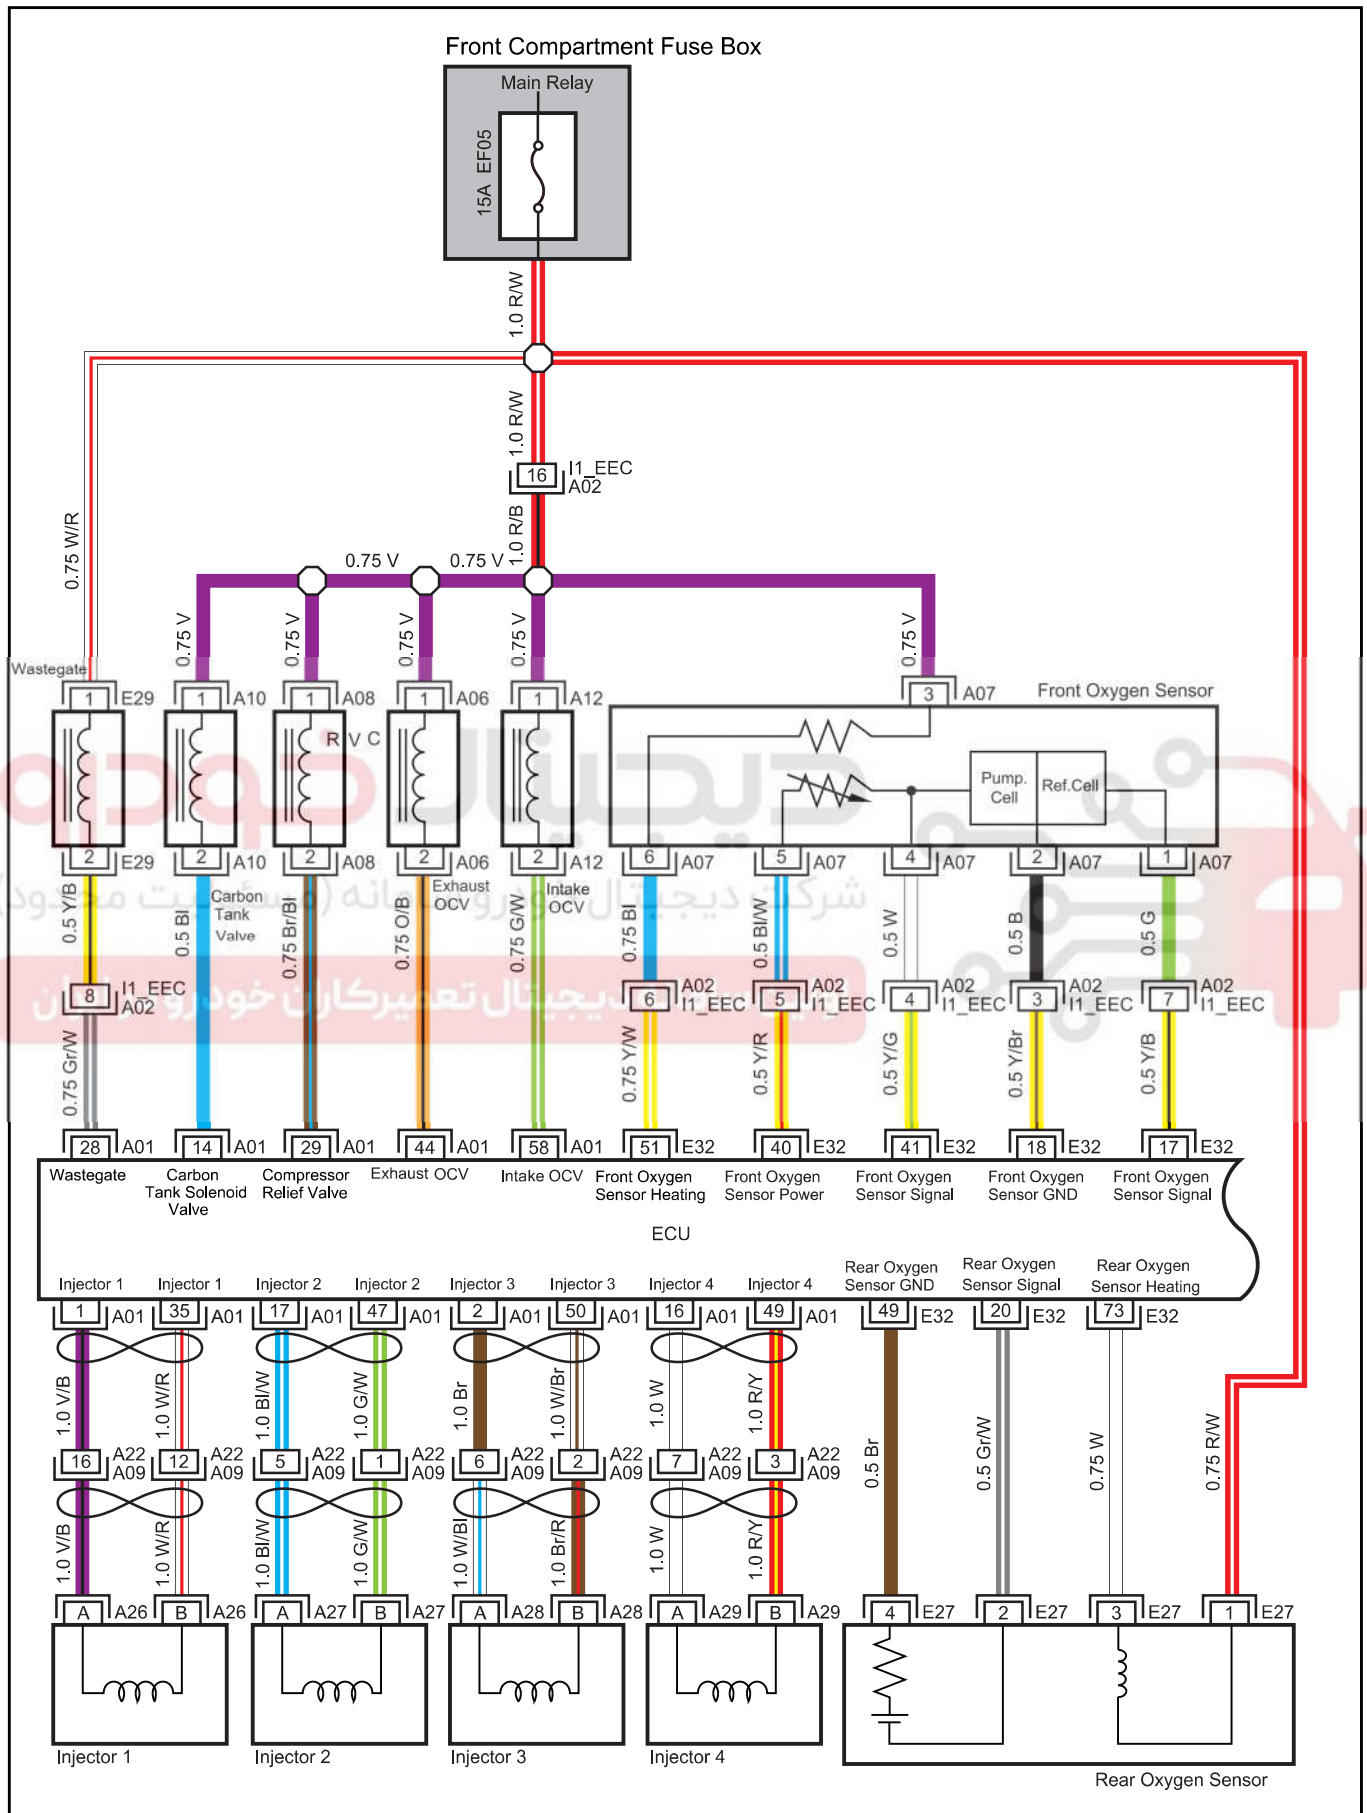 Front Compartment Fuse Box
Main Relay
15A EF05
1.0 R/W
1.0 R/W
16 I1_EEC
A02
1.0 R/B
0.75 W/R
0.75 V 0.75 V
0.75 V 0.75 V 0.75 V 0.75 V 0.75 V
Wastegate
1 E29 1 A10 1 A08 1 A06 1 A12 3 A07 Front Oxygen Sensor
R V C
Pump.
Cell
Ref.Cell
دیجیتال خودرو
2 E29 2 A10 2 A08 2 A06 2 A12 6 A07 5 A07 4 A07 2 A07 1 A07
Carbon
Tank
Valve
Exhaust
OCV
Intake
OCV
شرکت دیجیتال خودرو سامانه (مسئولیت محدود)
0.5 Y/B 0.5 Bl 0.75 Br/Bl 0.75 O/B 0.75 G/W 0.75 Bl 0.5 Bl/W 0.5 W 0.5 B 0.5 G
8 I1_EEC
A02
6 A02
I1_EEC
5 A02
I1_EEC
4 A02
I1_EEC
3 A02
I1_EEC
7 A02
I1_EEC
دیجیتال تعمیرکاران خودرو
0.75 Gr/W 0.75 Y/W 0.5 Y/R 0.5 Y/G 0.5 Y/Br 0.5 Y/B
28 A01 14 A01 29 A01 44 A01 58 A01 51 E32 40 E32 41 E32 18 E32 17 E32
Wastegate
Carbon
Tank Solenoid
Valve
Compressor
Relief Valve
Exhaust OCV
Intake OCV
Front Oxygen
Sensor Heating
Front Oxygen
Sensor Power
Front Oxygen
Sensor Signal
Front Oxygen
Sensor GND
Front Oxygen
Sensor Signal
ECU
Injector 1 Injector 1 Injector 2 Injector 2 Injector 3 Injector 3 Injector 4 Injector 4
Rear Oxygen
Sensor GND
Rear Oxygen
Sensor Signal
Rear Oxygen
Sensor Heating
1 A01 35 A01 17 A01 47 A01 2 A01 50 A01 16 A01 49 A01 49 E32 20 E32 73 E32
1.0 V/B 1.0 W/R 1.0 Bl/W 1.0 G/W 1.0 Br 1.0 W/Br 1.0 W 1.0 R/Y
16 12 A22
A09
5 A22
A09
1 A22
A09
6 A22
A09
2 A22
A09
7 A22
A09
3 A22
A09
0.5 Br 0.5 Gr/W 0.75 W 0.75 R/W
1.0 V/B 1.0 W/R 1.0 Bl/W 1.0 G/W 1.0 W/Bl 1.0 Br/R 1.0 W 1.0 R/Y
A A26 B A26 A A27 B A27 A A28 B A28 A A29 B A29 4 E27 2 E27 3 E27 1 E27
Injector 1 Injector 2 Injector 3 Injector 4
Rear Oxygen Sensor